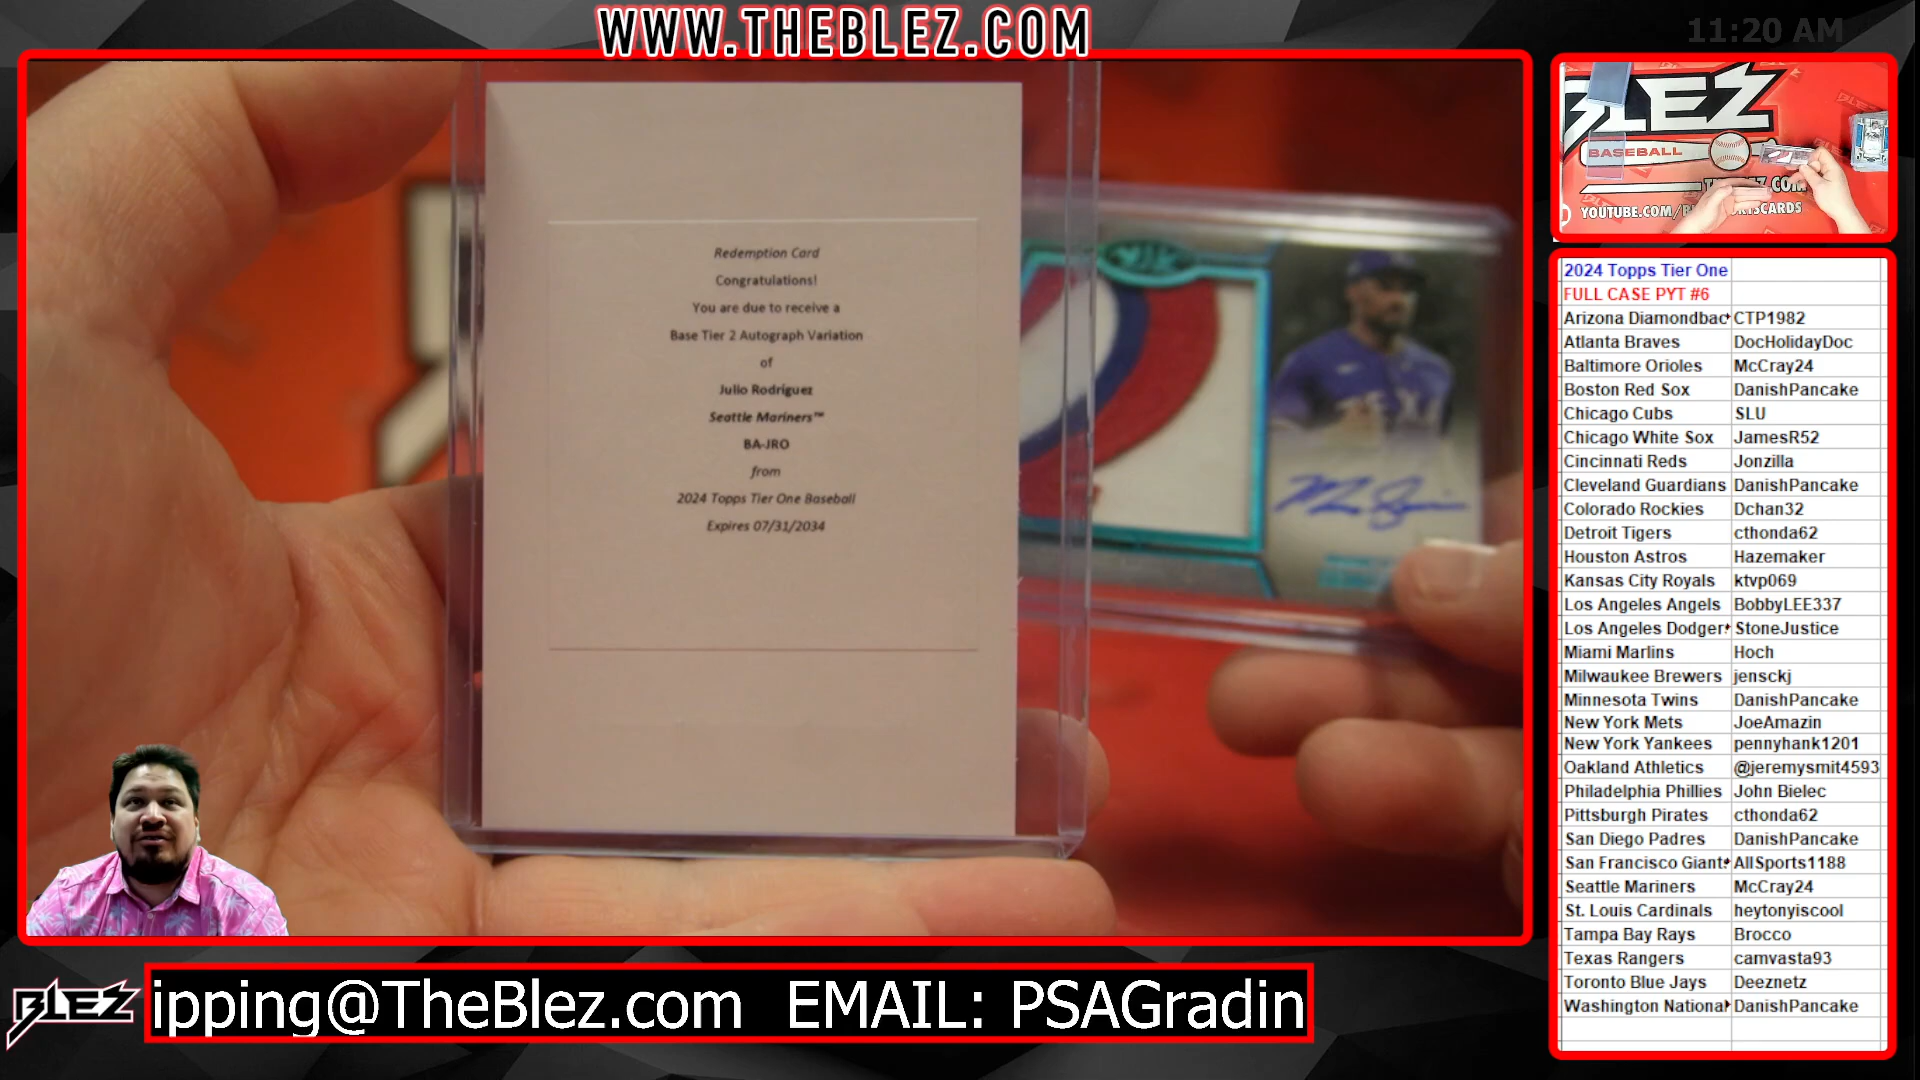 WWW.THEBLEZ.COM
11:20 AM
Redemption Card
Congratulations!
You are due to receive a
Base Tier 2 Autograph Variation
of
Julio Rodríguez
Seattle Mariners™
BA-JRO
from
2024 Topps Tier One Baseball
Expires 07/31/2034
BLEZ
BASEBALL
YOUTUBE.COM/
2024 Topps Tier One
FULL CASE PYT #6
Arizona Diamondbac CTP1982
Atlanta Braves DocHolidayDoc
Baltimore Orioles McCray24
Boston Red Sox DanishPancake
Chicago Cubs SLU
Chicago White Sox JamesR52
Cincinnati Reds Jonzilla
Cleveland Guardians DanishPancake
Colorado Rockies Dchan32
Detroit Tigers cthonda62
Houston Astros Hazemaker
Kansas City Royals ktvp069
Los Angeles Angels BobbyLEE337
Los Angeles Dodger StoneJustice
Miami Marlins Hoch
Milwaukee Brewers jensckj
Minnesota Twins DanishPancake
New York Mets JoeAmazin
New York Yankees pennyhank1201
Oakland Athletics @jeremysmit4593
Philadelphia Phillies John Bielec
Pittsburgh Pirates cthonda62
San Diego Padres DanishPancake
San Francisco Giant AllSports1188
Seattle Mariners McCray24
St. Louis Cardinals heytonyiscool
Tampa Bay Rays Brocco
Texas Rangers camvasta93
Toronto Blue Jays Deeznetz
Washington National DanishPancake
BLEZ
ipping@TheBlez.com EMAIL: PSAGradin